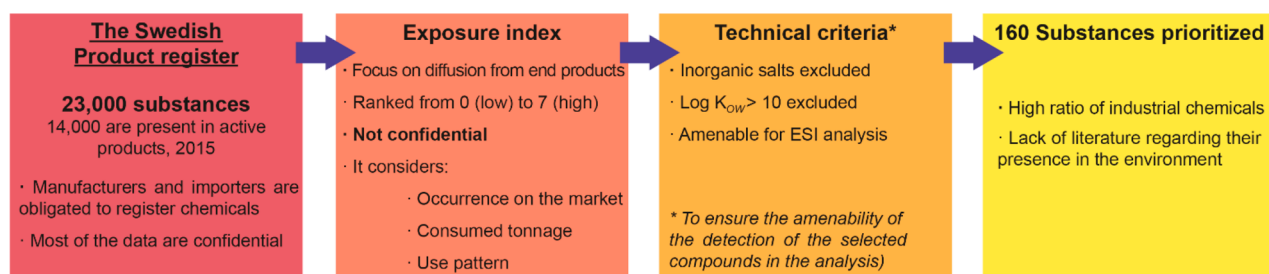 The Swedish
Product register
23,000 substances
14,000 are present in active
products, 2015
· Manufacturers and importers are
obligated to register chemicals
· Most of the data are confidential
Exposure index
· Focus on diffusion from end products
· Ranked from 0 (low) to 7 (high)
· Not confidential
· It considers:
· Occurrence on the market
· Consumed tonnage
· Use pattern
Technical criteria*
· Inorganic salts excluded
· Log KOW> 10 excluded
· Amenable for ESI analysis
* To ensure the amenability of
the detection of the selected
compounds in the analysis)
160 Substances prioritized
· High ratio of industrial chemicals
· Lack of literature regarding their
presence in the environment